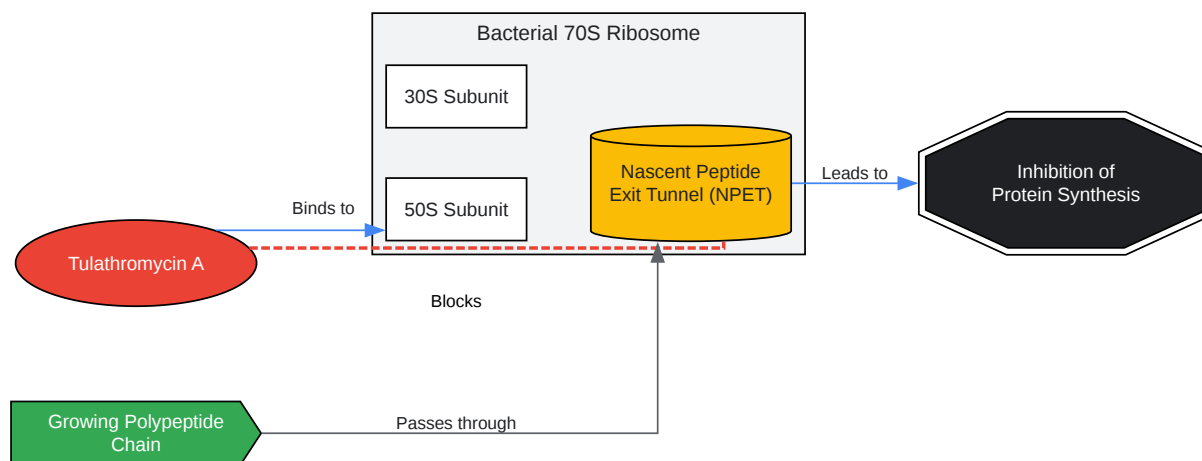 Bacterial 70S Ribosome
30S Subunit
Nascent Peptide
Exit Tunnel (NPET)
Leads to
Inhibition of
Protein Synthesis
Binds to
50S Subunit
Tulathromycin A
Blocks
Growing Polypeptide
Chain
Passes through